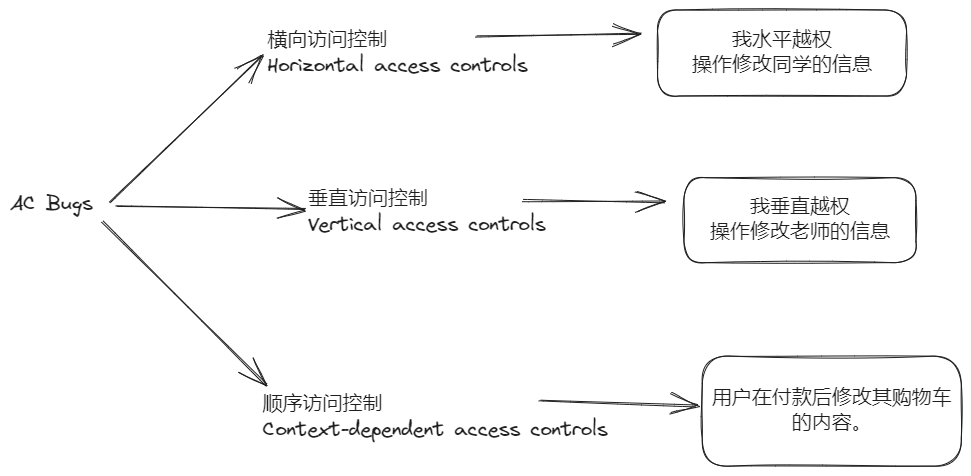 横向访问控制
Horizontal access controls
我水平越权
操作修改同学的信息
AC Bugs
垂直访问控制
Vertical access controls
我垂直越权
操作修改老师的信息
顺序访问控制
Context-dependent access controls
用户在付款后修改其购物车
的内容。